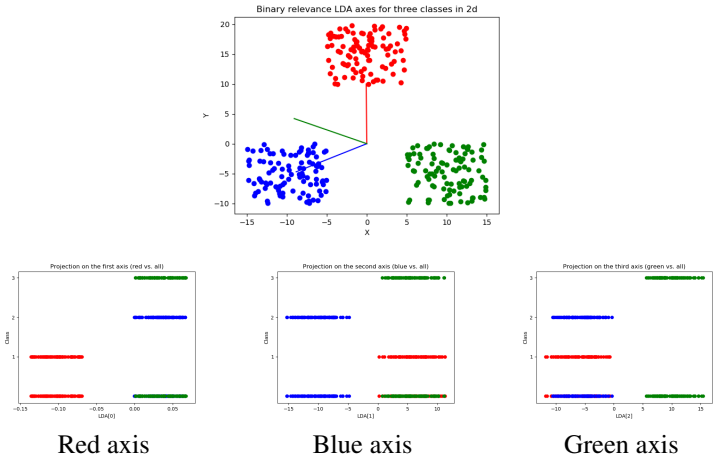 Binary relevance LDA axes for three classes in 2d
20
15
10
5
0
−5
−10
Y
−15 −10 −5 0 5 10 15
X
Projection on the first axis (red vs. all)
3
2
1
Class
−0.15 −0.10 −0.05 0.00 0.05
LDA[0]
Projection on the second axis (blue vs. all)
3
2
1
Class
−15 −10 −5 0 5 10
LDA[1]
Projection on the third axis (green vs. all)
3
2
1
Class
−10 −5 0 5 10 15
LDA[2]
Red axis
Blue axis
Green axis